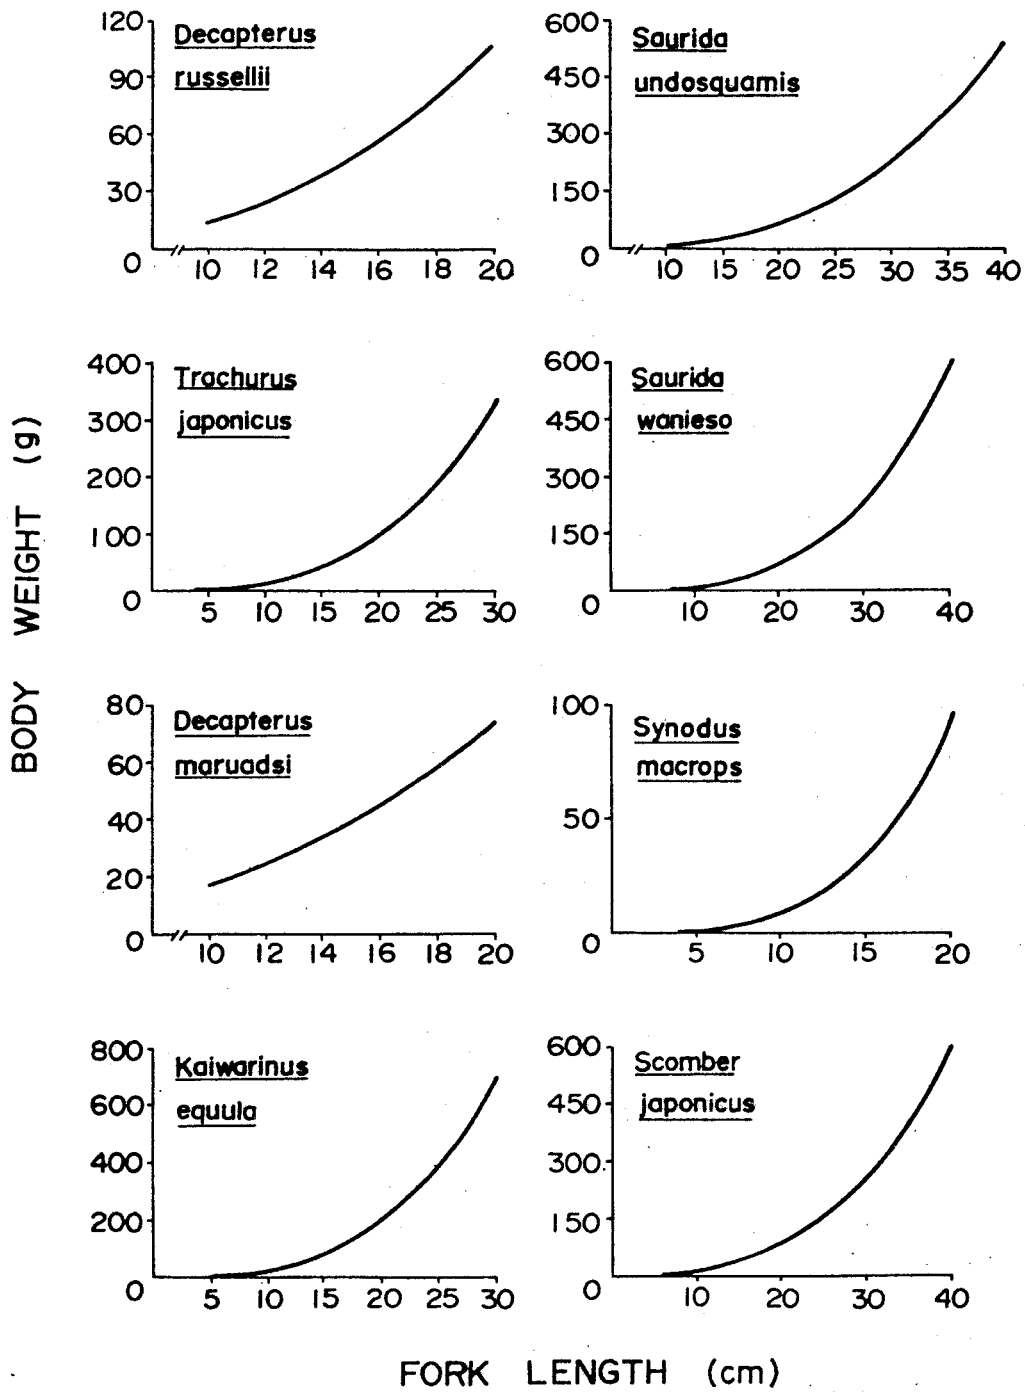 Decapterus
russellii
120
90
60
30
0
10 12 14 16 18 20
Saurida
undosquamis
600
450
300
150
0
10 15 20 25 30 35 40
Trachurus
japonicus
400
300
200
100
0
5 10 15 20 25 30
Saurida
wanieso
600
450
300
150
0
10 20 30 40
Decapterus
maruadsi
80
60
40
20
0
10 12 14 16 18 20
Synodus
macrops
100
50
0
5 10 15 20
Kaiwarinus
equula
800
600
400
200
0
5 10 15 20 25 30
Scomber
japonicus
600
450
300
150
0
10 20 30 40
BODY WEIGHT (g)
FORK LENGTH (cm)